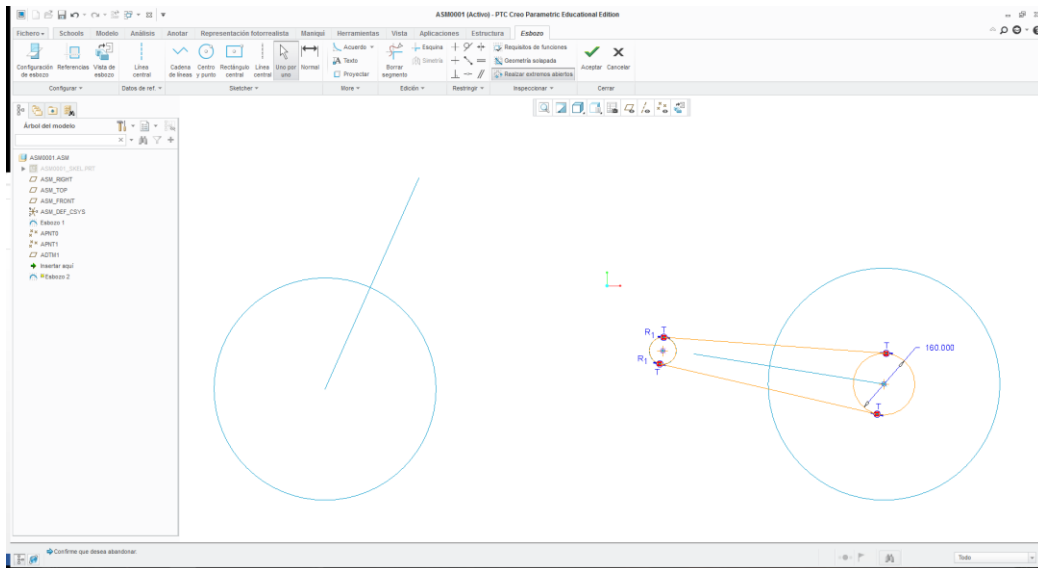 ASM0001 (Activo) - PTC Creo Parametric Educational Edition
Fichero Schools Modelo Análisis Anotar Representación fotorrealista Maniquí Herramientas Vista Aplicaciones Estructura Esbozo
Configuración de esbozo
Referencias
Vista de esbozo
Línea central
Cadena de líneas
Centro y punto
Rectángulo central
Línea central
Uno por uno
Normal
Acuerdo
Texto
Proyectar
Borrar segmento
Esquina
Simetría
Requisitos de funciones
Geometría solapada
Realizar extremos abiertos
Aceptar
Cancelar
Configurar Datos de ref. Sketcher More Edición Restringir Inspeccionar Cerrar
Árbol del modelo
ASM0001.ASM
ASM0001_SKEL.PRT
ASM_RIGHT
ASM_TOP
ASM_FRONT
ASM_DEF_CSYS
Esbozo 1
APNT0
APNT1
ADTM1
Insertar aquí
Esbozo 2
R1 T
R1
T
T
160.000
T
Confirme que desea abandonar.
Todo